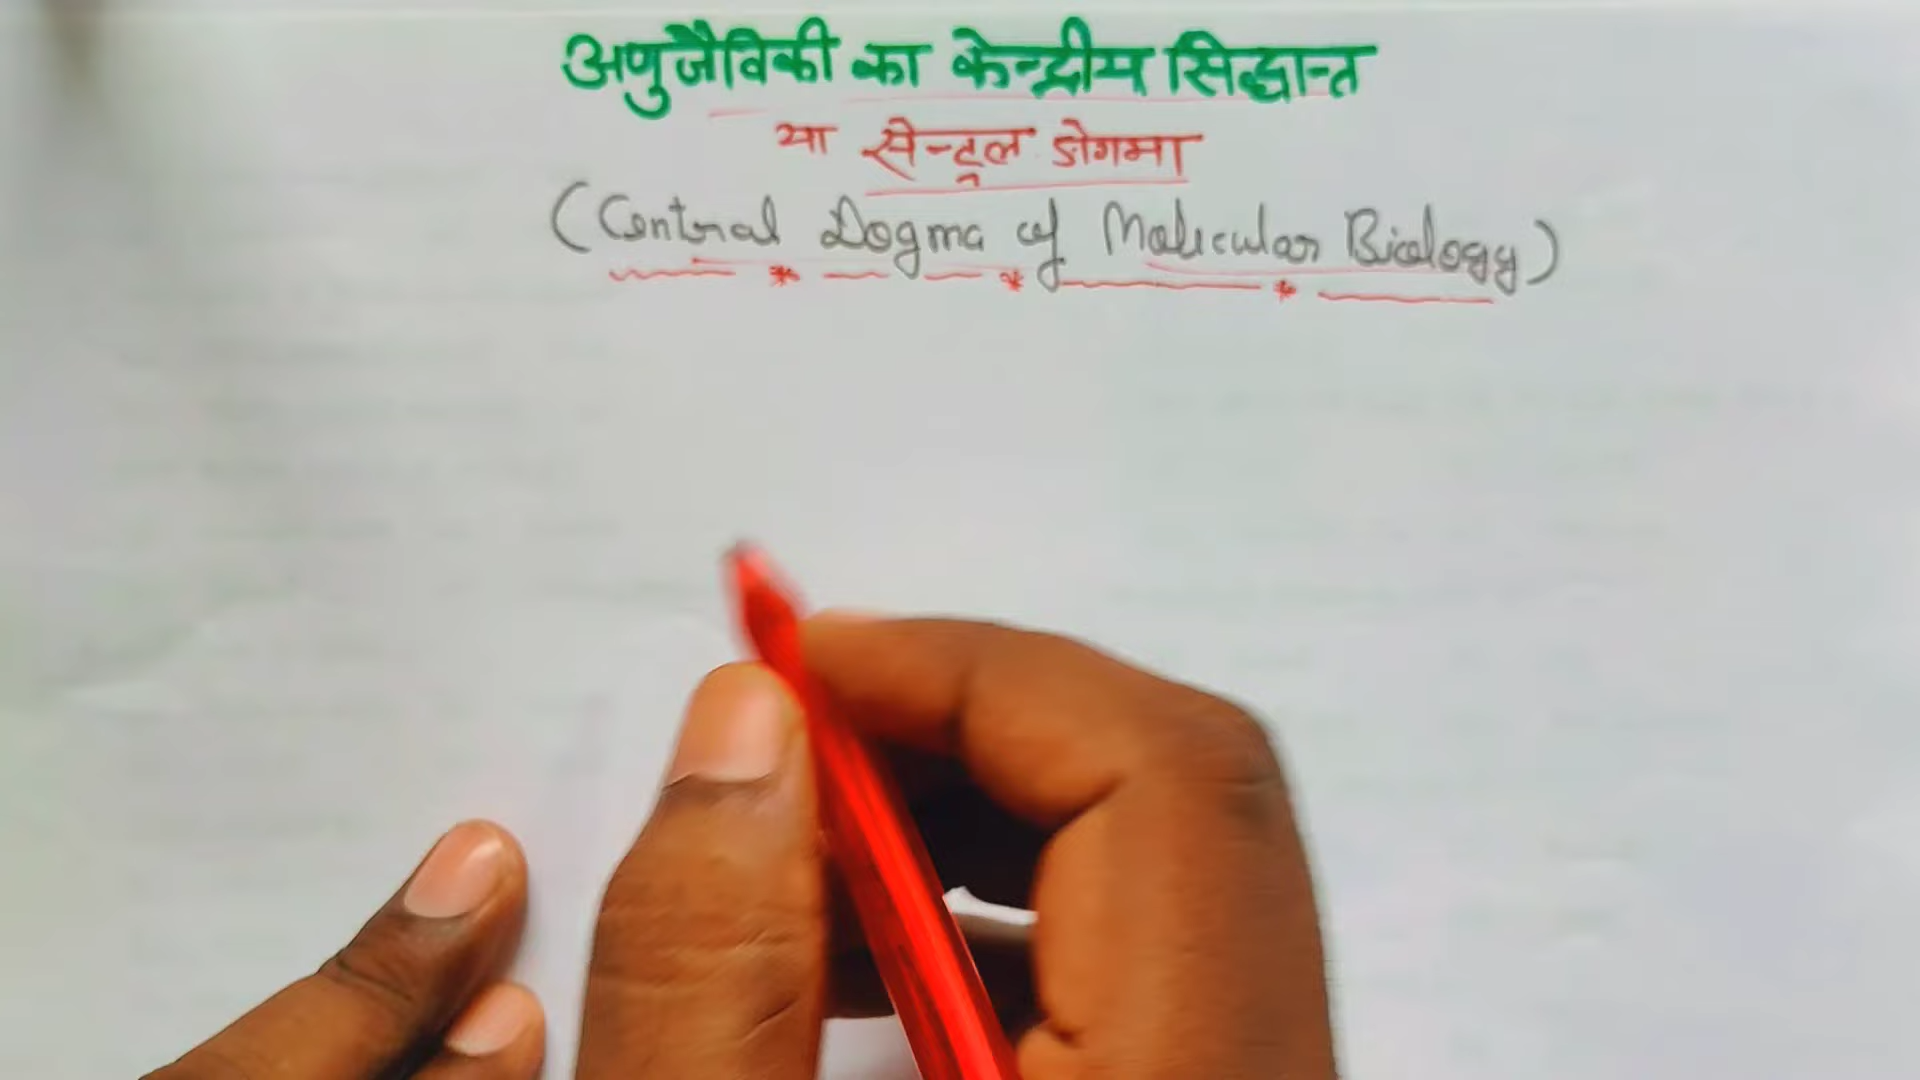 अणुजैविकी का केन्द्रीय सिद्धान्त
या सेन्ट्रल डोगमा
(Central Dogma of Molecular Biology)